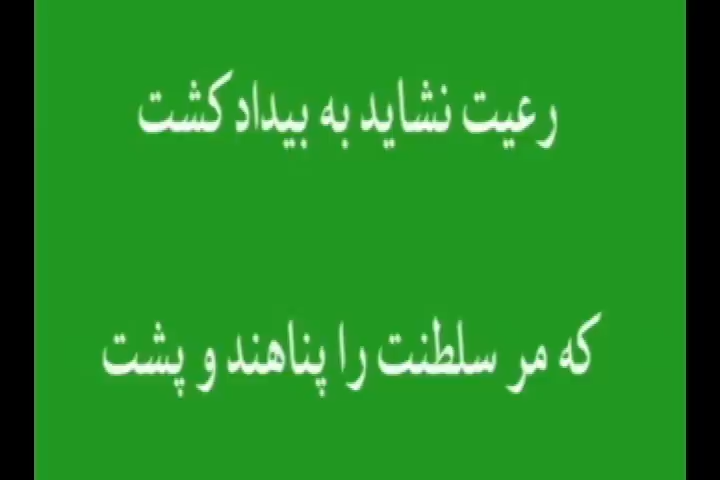 رعیت نشاید به بیداد کشت
که مر سلطنت را پناهند و پشت